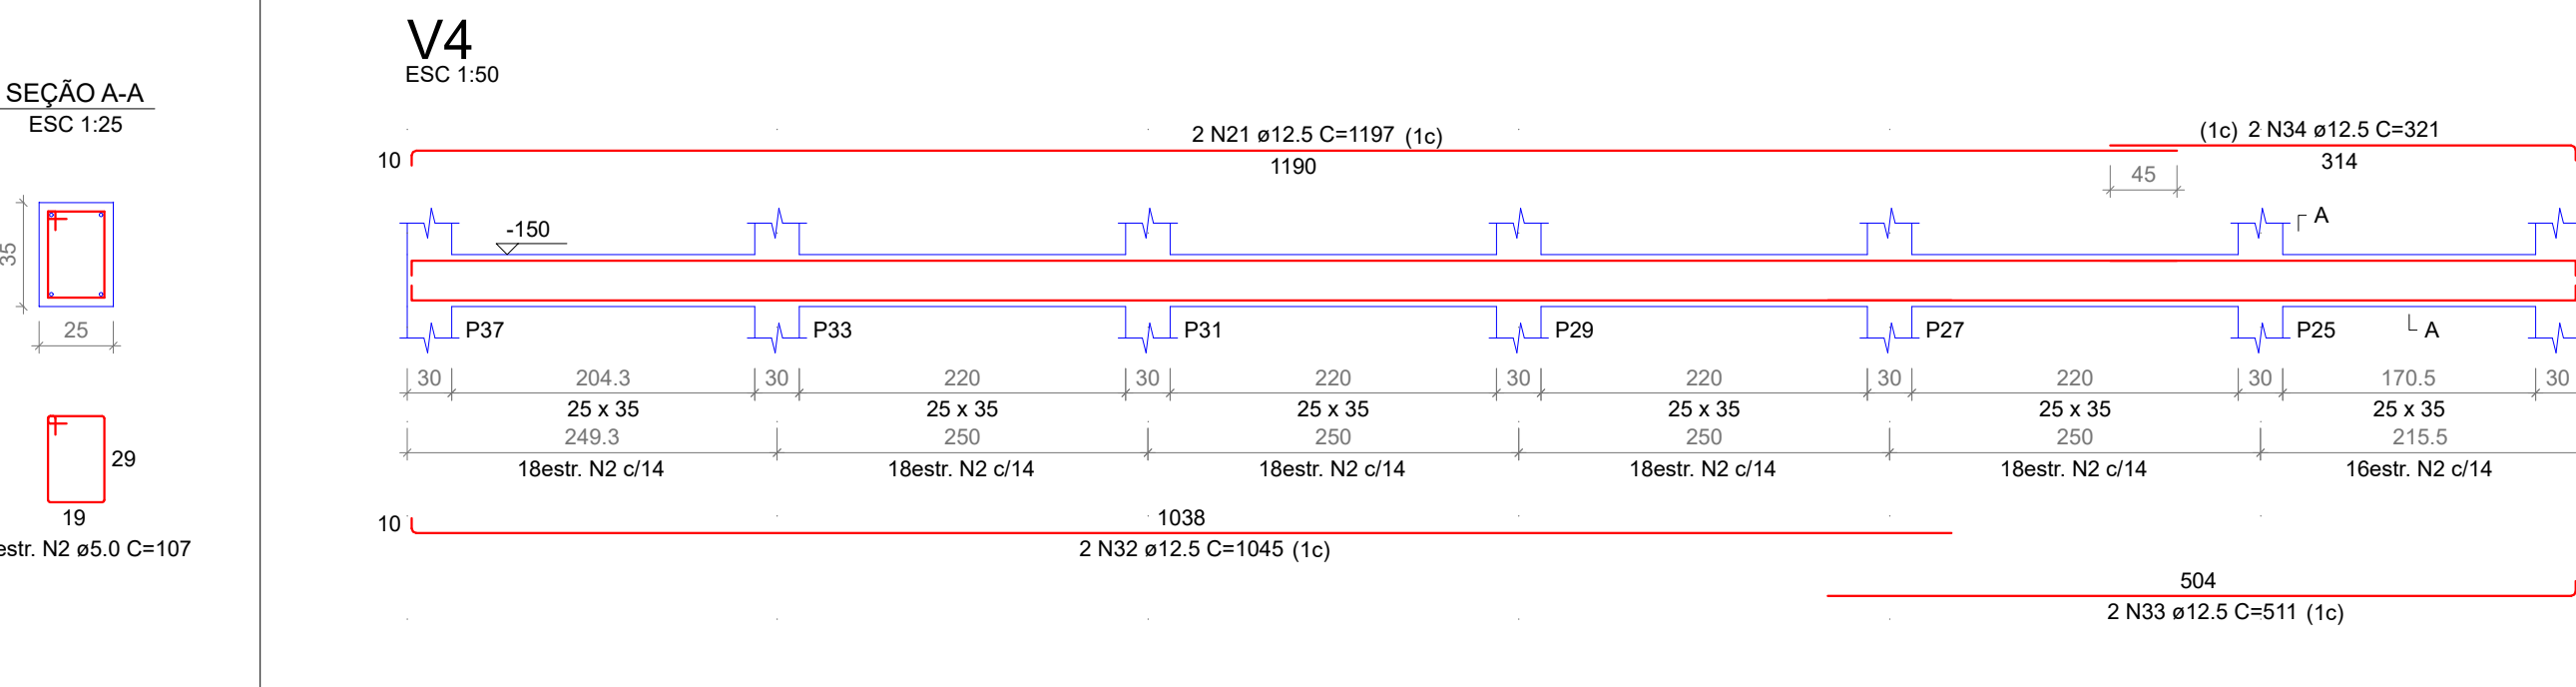 SEÇÃO A-A
ESC 1:25
35
25
29
19
estr. N2 ø5.0 C=107
V4
ESC 1:50
2 N21 ø12.5 C=1197 (1c)
(1c) 2 N34 ø12.5 C=321
10
1190
314
45
A
-150
P37 P33 P31 P29 P27 P25 A
30 204.3 30 220 30 220 30 220 30 220 30 170.5 30
25 x 35 25 x 35 25 x 35 25 x 35 25 x 35 25 x 35
249.3 250 250 250 250 215.5
18estr. N2 c/14 18estr. N2 c/14 18estr. N2 c/14 18estr. N2 c/14 18estr. N2 c/14 16estr. N2 c/14
10 1038
2 N32 ø12.5 C=1045 (1c)
504
2 N33 ø12.5 C=511 (1c)